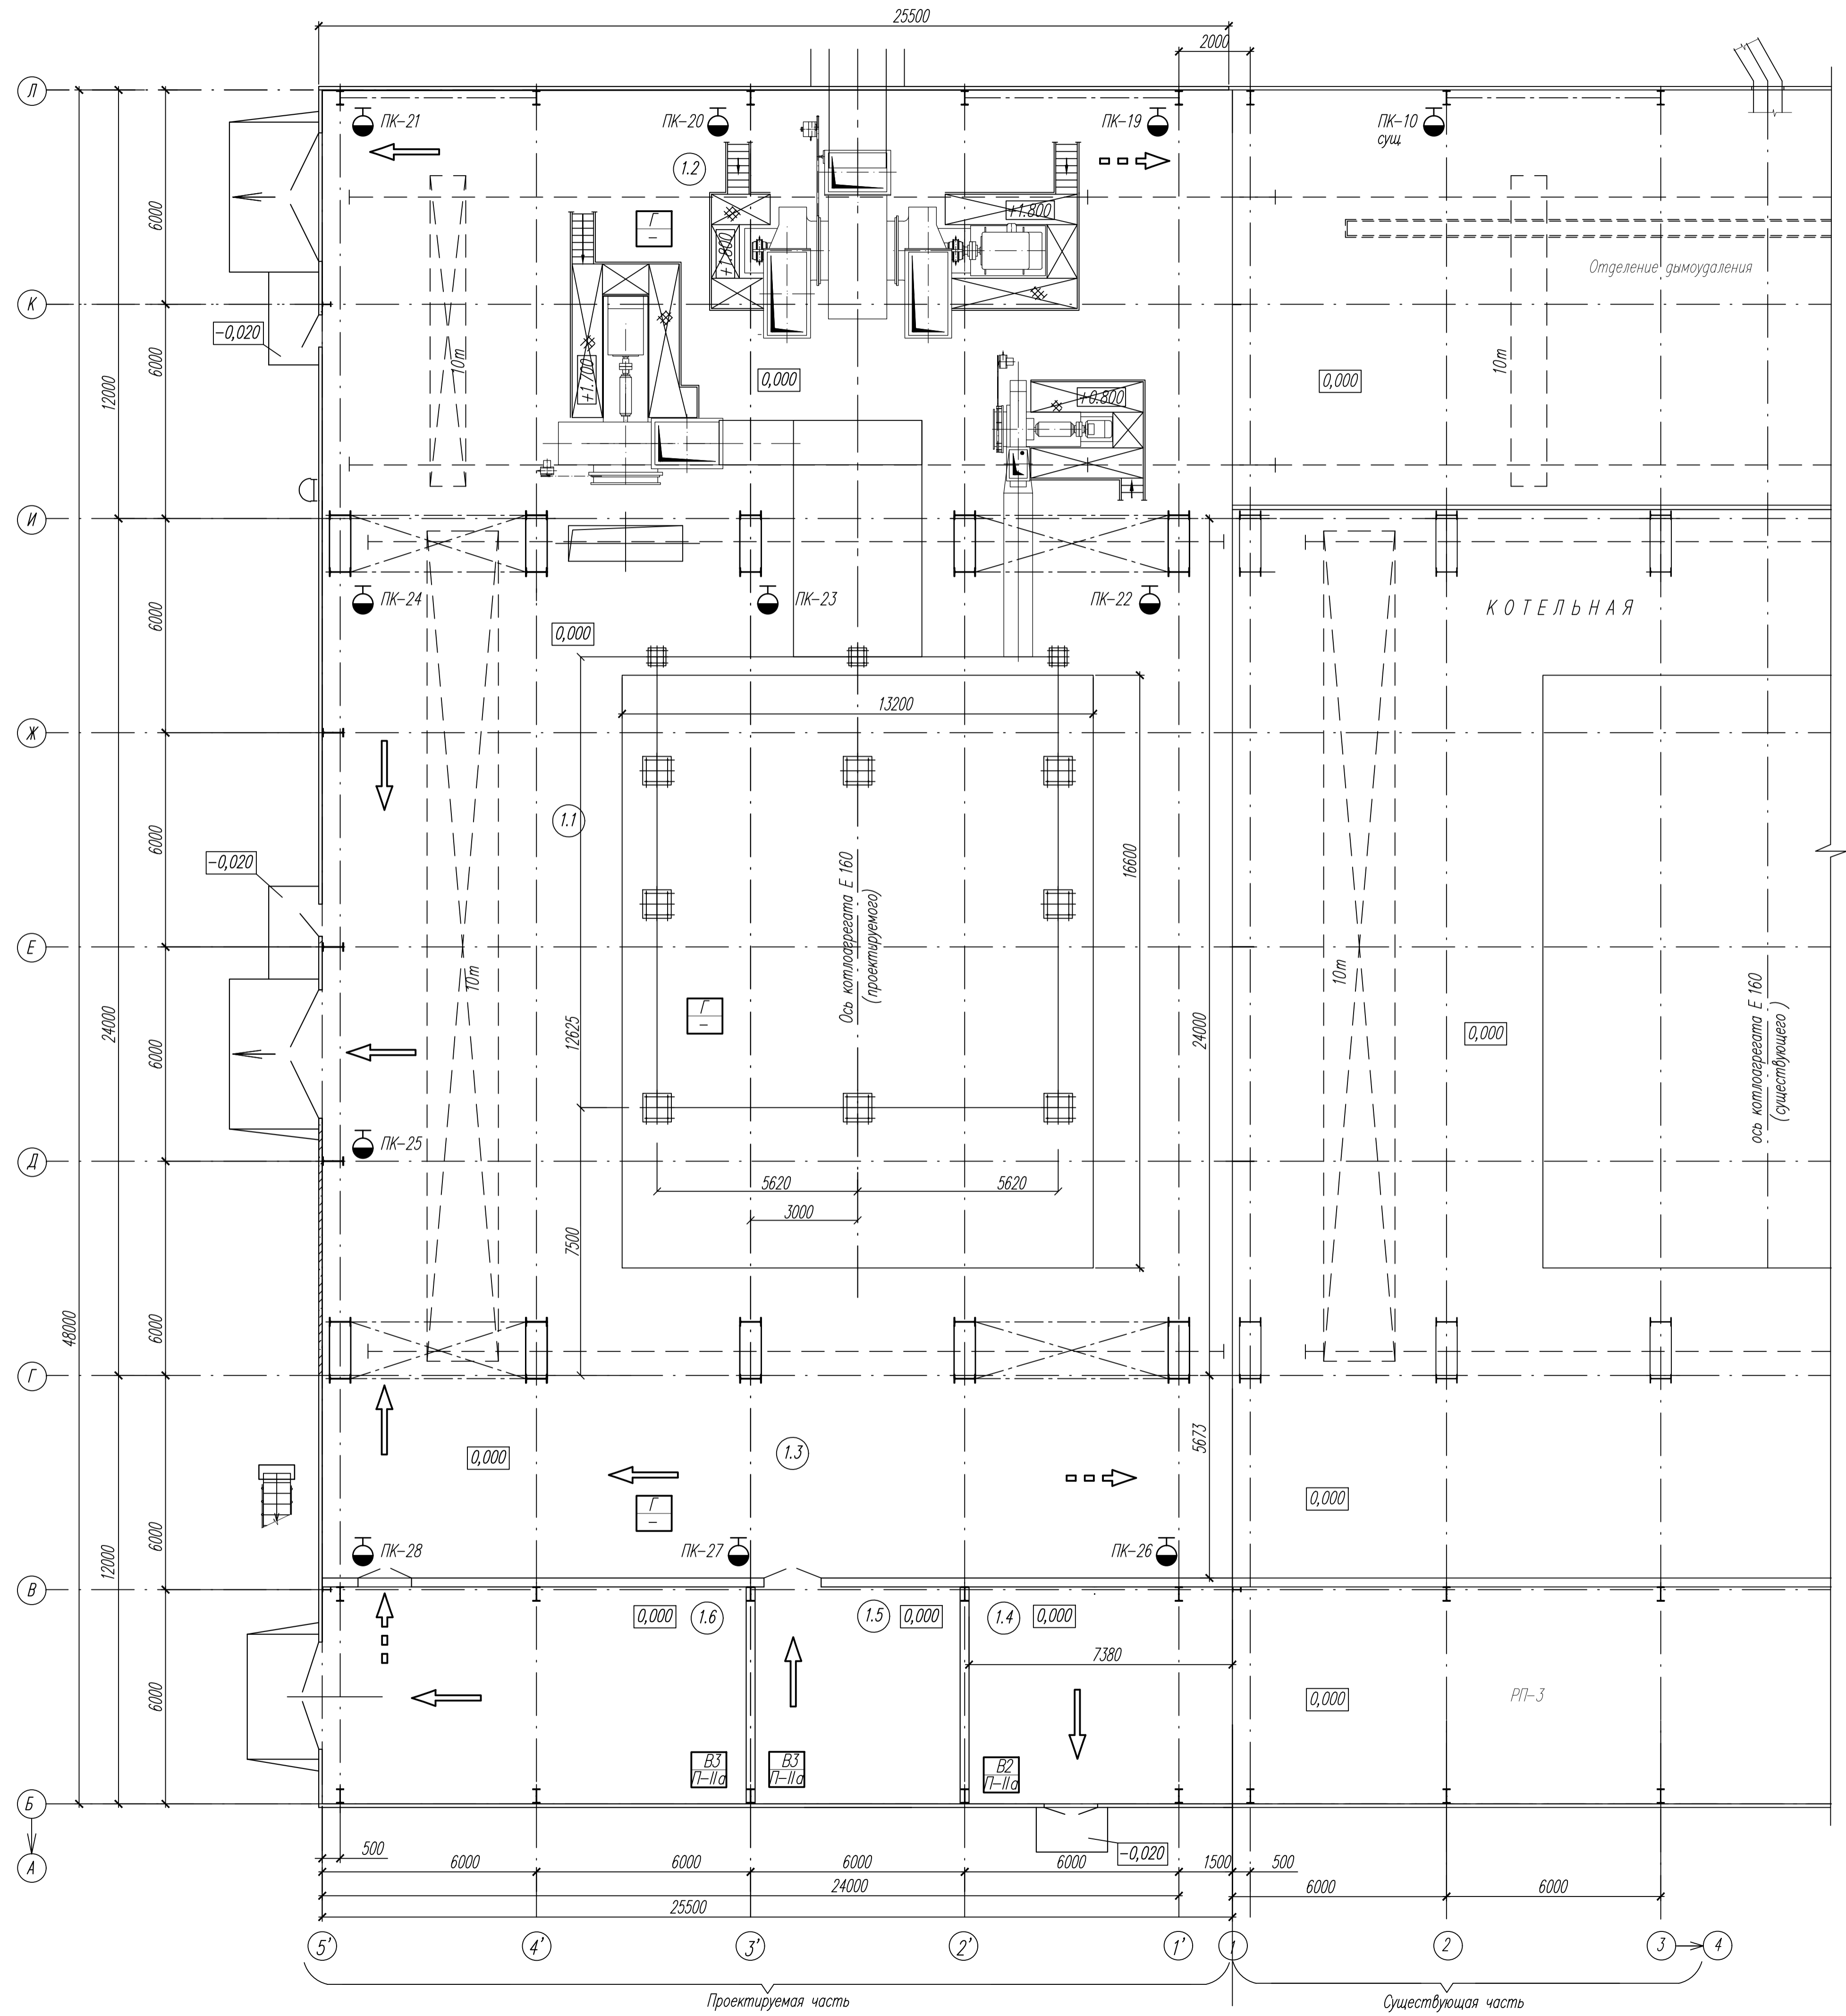 25500
2000
Л
ПК-21
ПК-20
ПК-19
ПК-10
сущ
1.2
+1.800
Г
–
+1.800
6000
Отделение дымоудаления
К
-0,020
10т
10т
6000
12000
+1.700
0,000
0,000
+0.800
И
ПК-24
ПК-23
ПК-22
КОТЕЛЬНАЯ
6000
0,000
13200
Ж
1.1
6000
16600
-0,020
Ось котлоагрегата Е 160
(проектируемого)
Е
10т
10т
Г
–
24000
6000
12625
24000
0,000
ось котлоагрегата Е 160
(существующего )
ПК-25
Д
5620
5620
3000
7500
48000
6000
Г
0,000
1.3
5673
Г
–
0,000
12000
6000
ПК-28
ПК-27
ПК-26
В
0,000
1.6
1.5
0,000
1.4
0,000
7380
6000
0,000
РП-3
В3
П-IIа
В3
П-IIа
В2
П-IIа
Б
А
-0,020
500
6000
6000
6000
6000
1500
500
24000
6000
6000
25500
5'
4'
3'
2'
1'
1
2
3
4
Проектируемая часть
Существующая часть